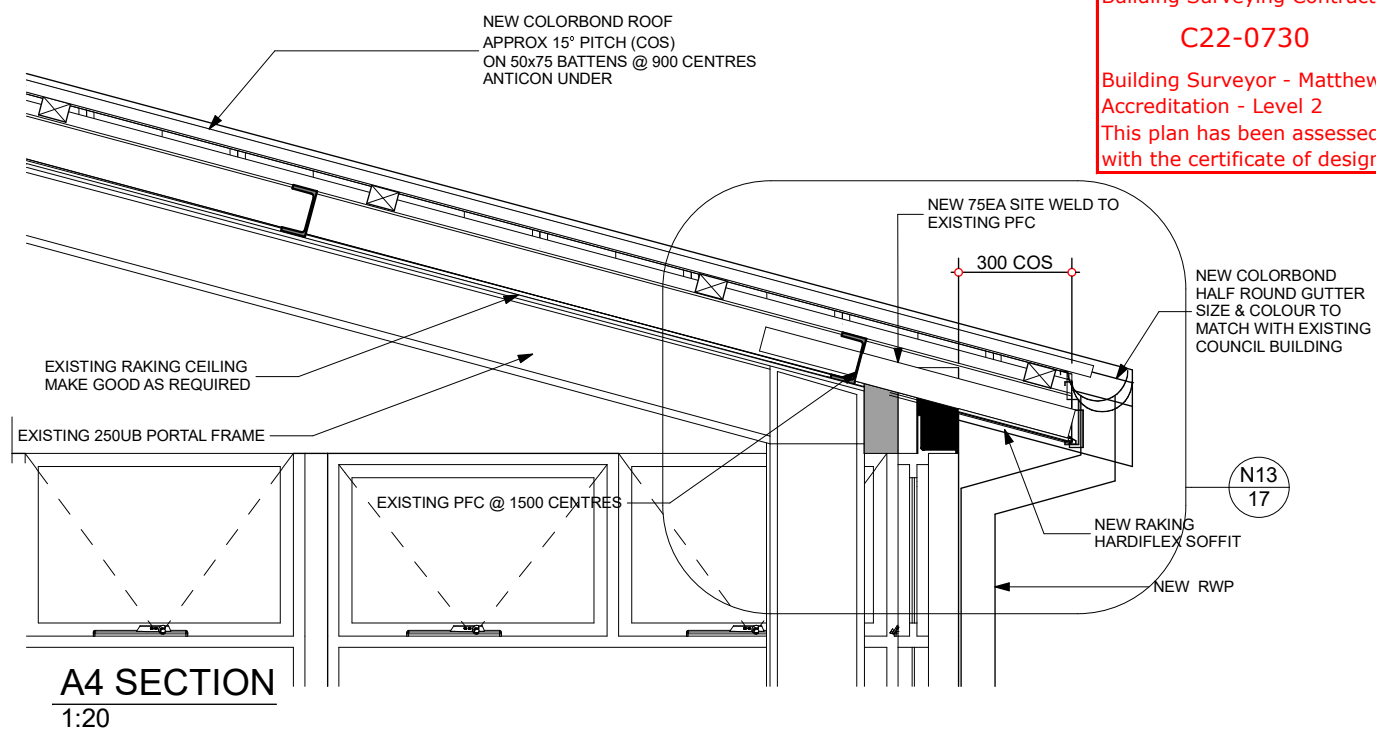 Building Surveying Contract
C22-0730
Building Surveyor - Matthew
Accreditation - Level 2
This plan has been assessed
with the certificate of design
NEW COLORBOND ROOF
APPROX 15° PITCH (COS)
ON 50x75 BATTENS @ 900 CENTRES
ANTICON UNDER
NEW 75EA SITE WELD TO
EXISTING PFC
300 COS
NEW COLORBOND
HALF ROUND GUTTER
SIZE & COLOUR TO
MATCH WITH EXISTING
COUNCIL BUILDING
EXISTING RAKING CEILING
MAKE GOOD AS REQUIRED
EXISTING 250UB PORTAL FRAME
EXISTING PFC @ 1500 CENTRES
N13
17
NEW RAKING
HARDIFLEX SOFFIT
NEW RWP
A4 SECTION
1:20